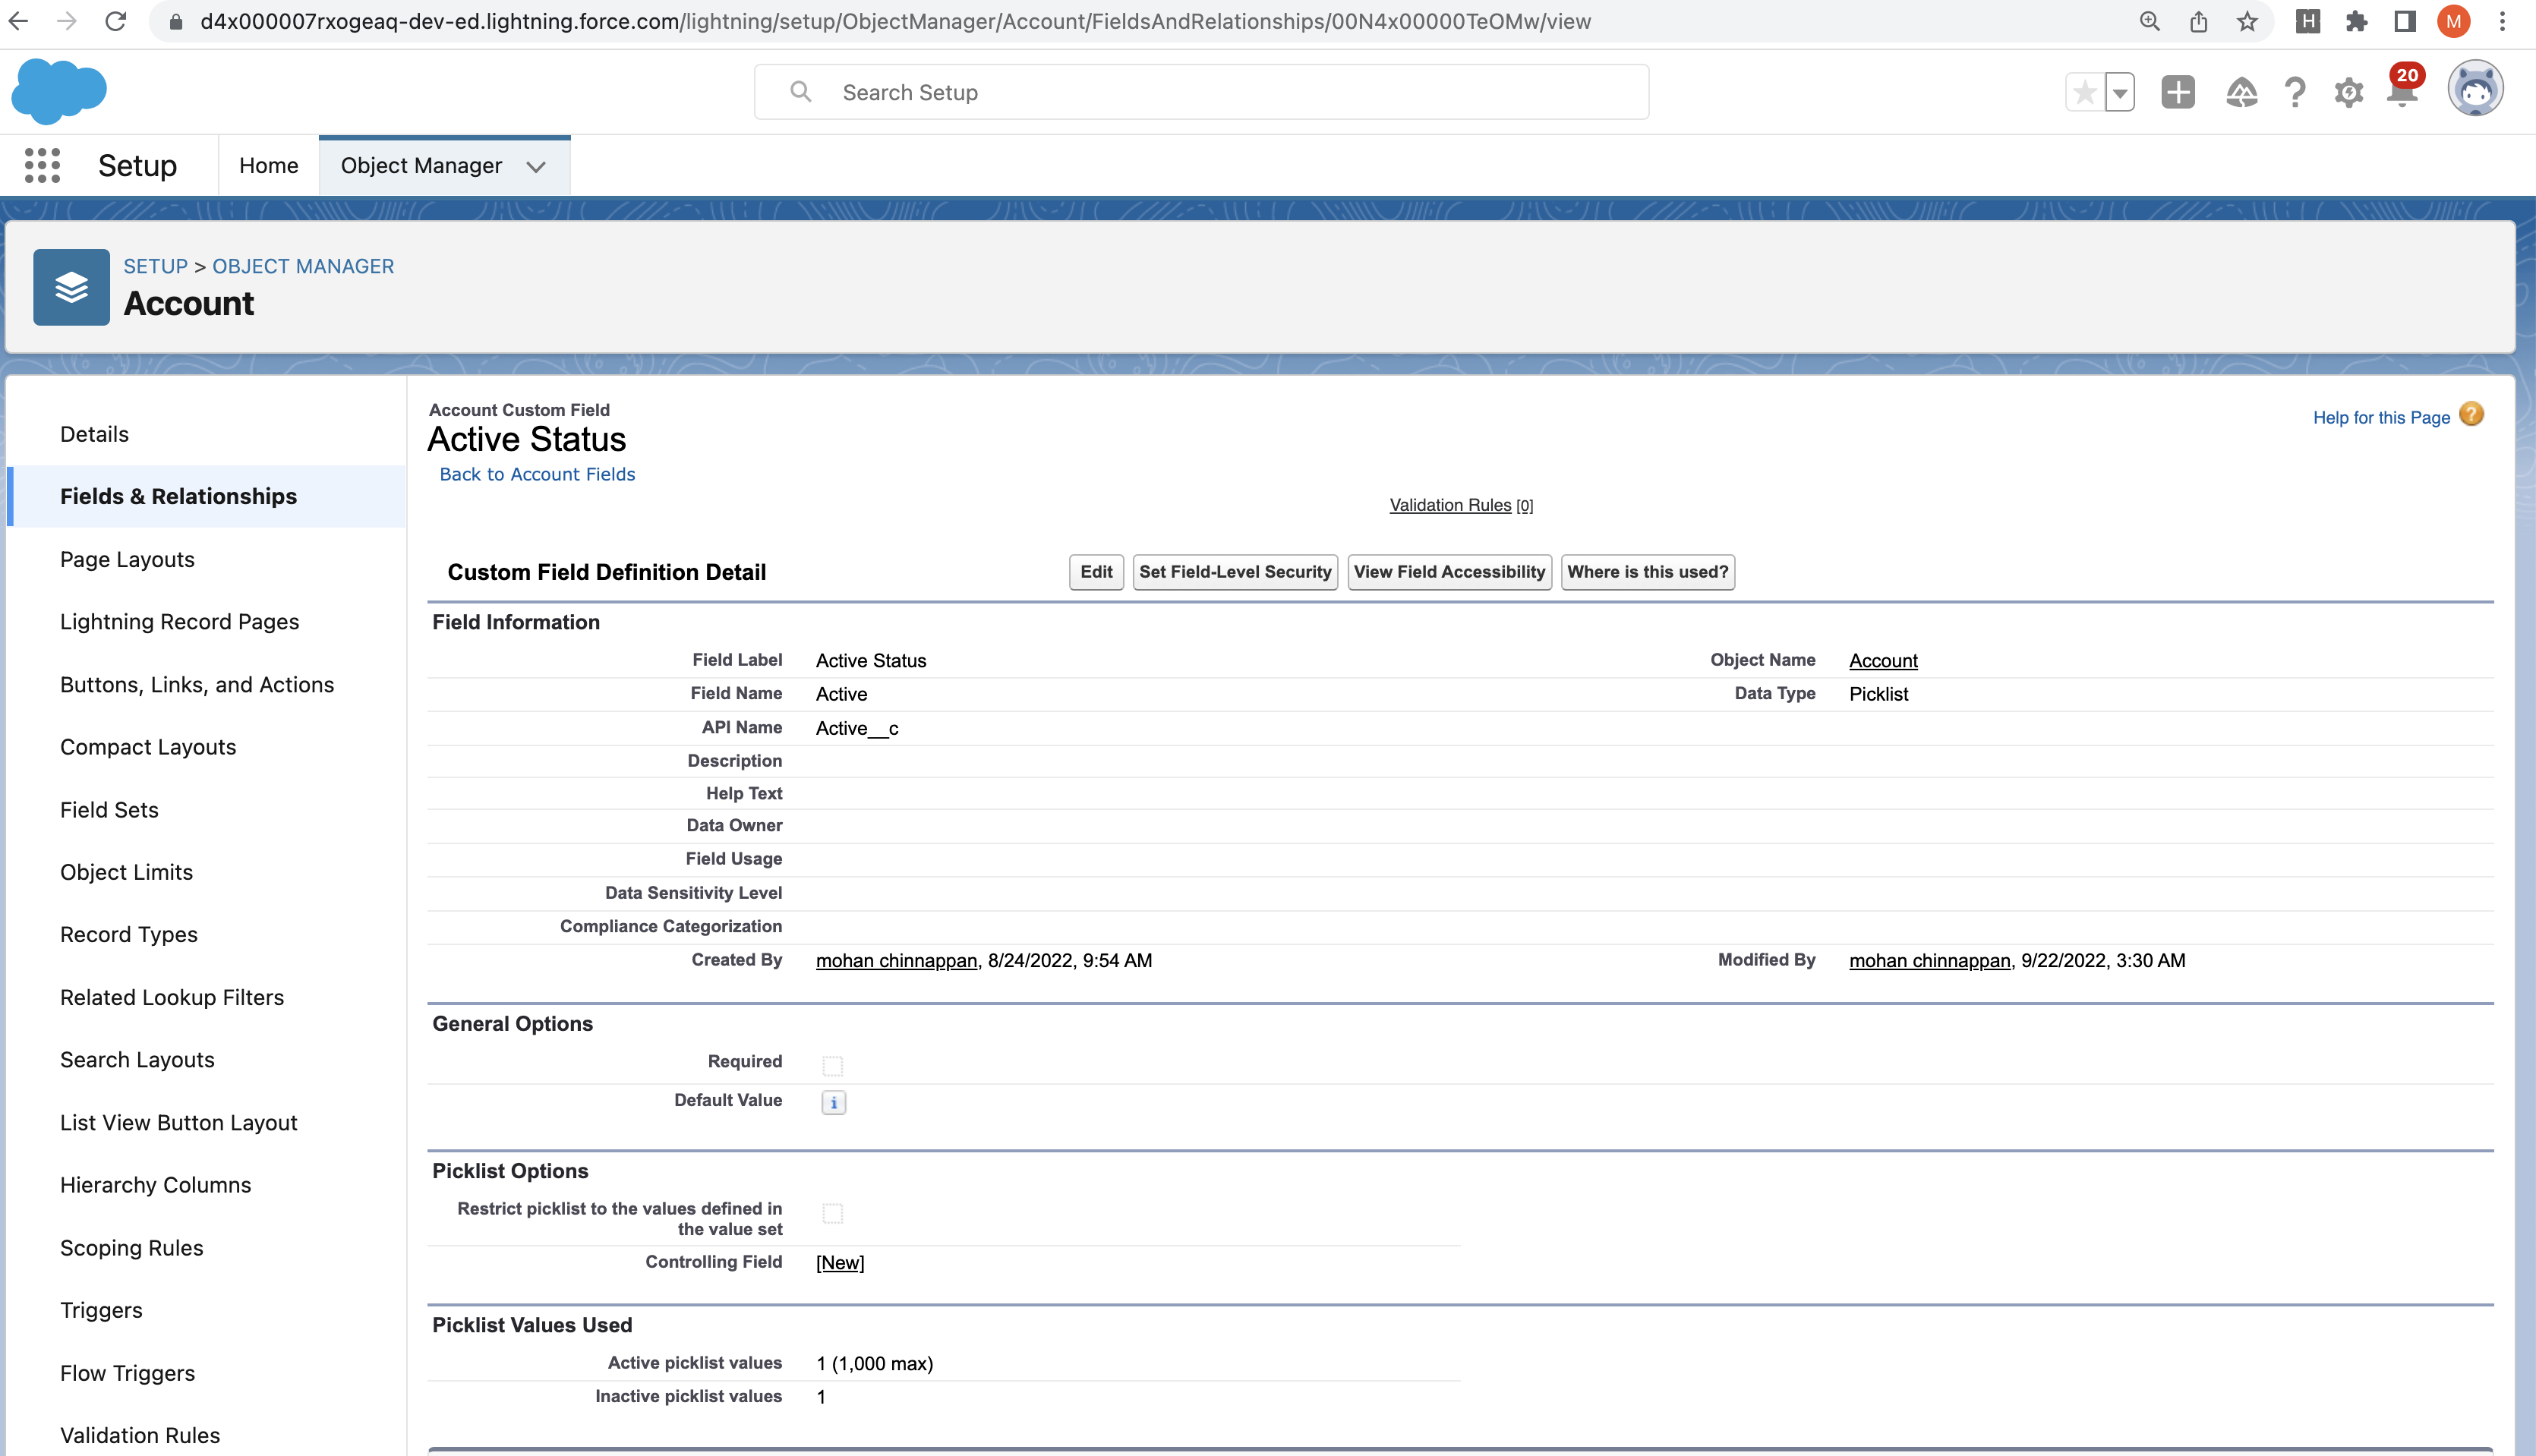 d4x000007rxogeaq-dev-ed.lightning.force.com/lightning/setup/ObjectManager/Account/FieldsAndRelationships/00N4x00000TeOMw/view
H
M
Search Setup
20
Setup
Home
Object Manager
SETUP > OBJECT MANAGER
Account
Details
Fields & Relationships
Page Layouts
Lightning Record Pages
Buttons, Links, and Actions
Compact Layouts
Field Sets
Object Limits
Record Types
Related Lookup Filters
Search Layouts
List View Button Layout
Hierarchy Columns
Scoping Rules
Triggers
Flow Triggers
Validation Rules
Account Custom Field
Active Status
Back to Account Fields
Help for this Page ?
Validation Rules [0]
Custom Field Definition Detail
Edit
Set Field-Level Security
View Field Accessibility
Where is this used?
Field Information
Field Label Active Status Object Name Account
Field Name Active Data Type Picklist
API Name Active__c
Description
Help Text
Data Owner
Field Usage
Data Sensitivity Level
Compliance Categorization
Created By mohan chinnappan, 8/24/2022, 9:54 AM Modified By mohan chinnappan, 9/22/2022, 3:30 AM
General Options
Required
Default Value i
Picklist Options
Restrict picklist to the values defined in
the value set
Controlling Field [New]
Picklist Values Used
Active picklist values 1 (1,000 max)
Inactive picklist values 1